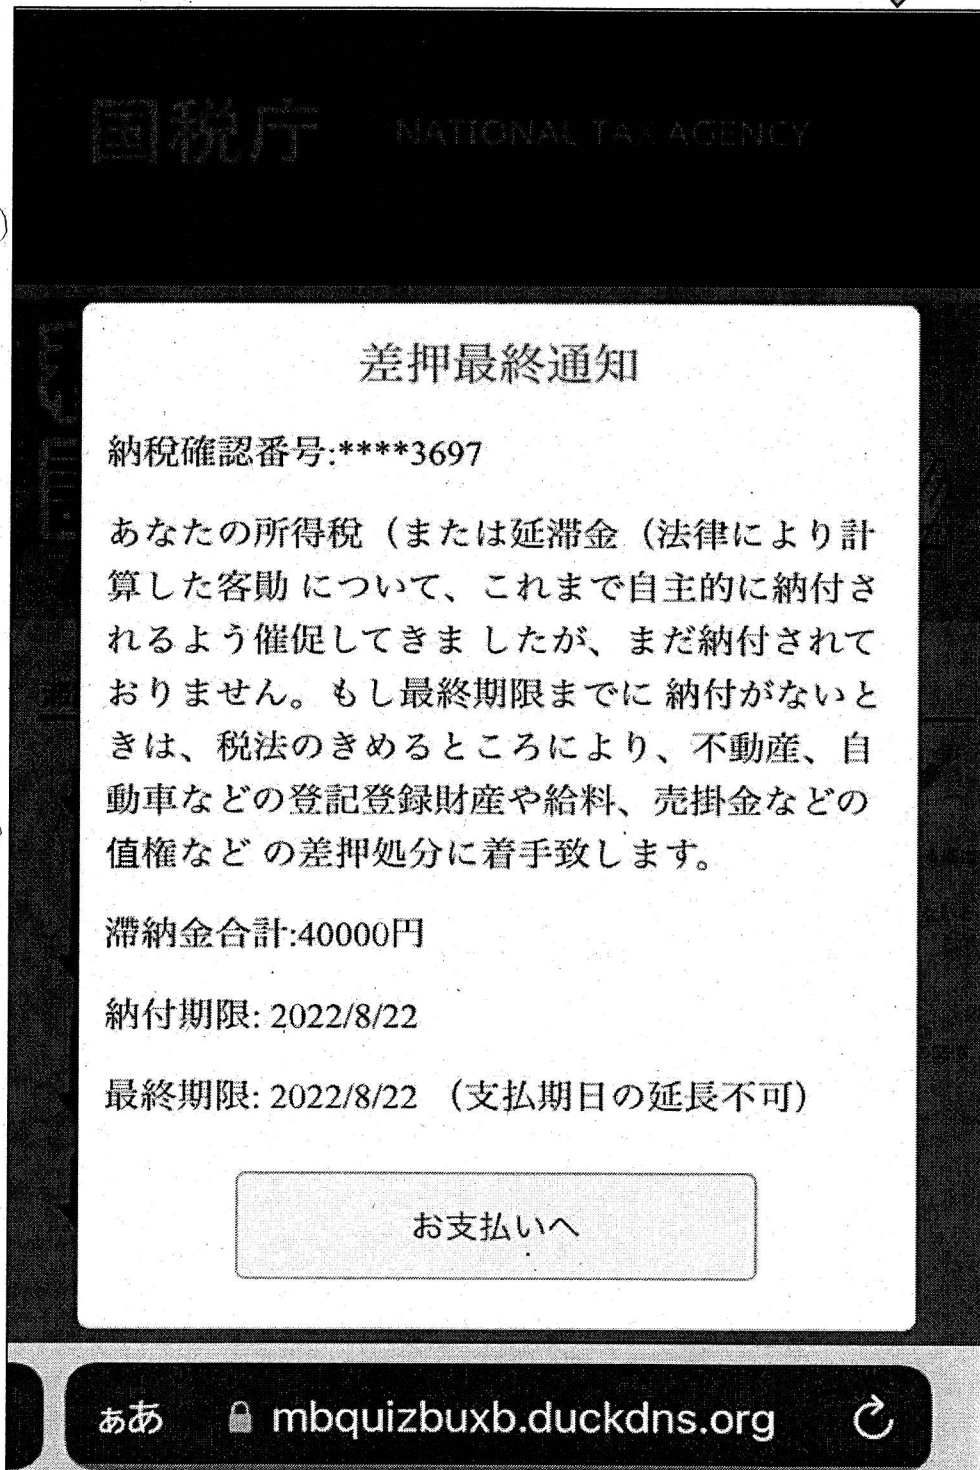 国税庁 NATIONAL TAX AGENCY
差押最終通知
納税確認番号:****3697
あなたの所得税（または延滞金（法律により計
算した客勛 について、これまで自主的に納付さ
れるよう催促してきま したが、まだ納付されて
おりません。もし最終期限までに 納付がないと
きは、税法のきめるところにより、不動産、自
動車などの登記登録財産や給料、売掛金などの
值権など の差押処分に着手致します。
滞納金合計:40000円
納付期限: 2022/8/22
最終期限: 2022/8/22 （支払期日の延長不可）
お支払いへ
ぁあ mbquizbuxb.duckdns.org